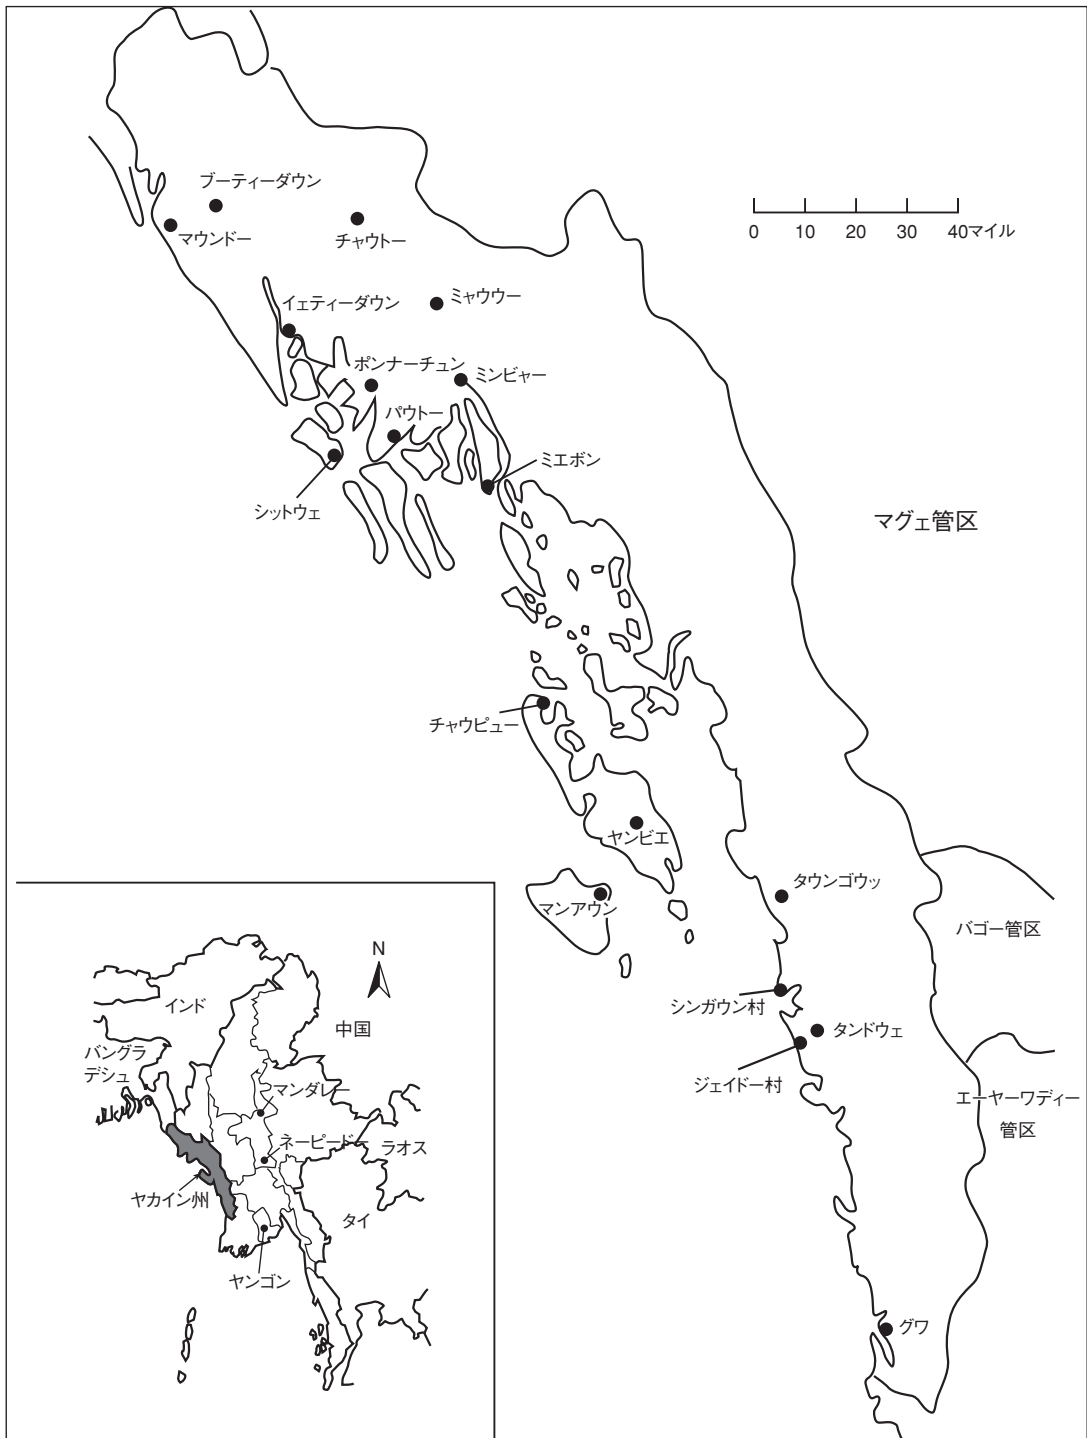 ブーティーダウン
マウンドー
チャウトー
0 10 20 30 40マイル
イェティーダウン
ミャウウー
ポンナーチュン
ミンビャー
パウトー
ミエボン
シットウェ
マグェ管区
チャウピュー
ヤンビエ
タウンゴウッ
マンアウン
バゴー管区
シンガウン村
タンドウェ
ジェイドー村
エーヤーワディー
管区
グワ
N
インド
中国
バングラ
デシュ
マンダレー
ネーピードー
ラオス
ヤカイン州
タイ
ヤンゴン